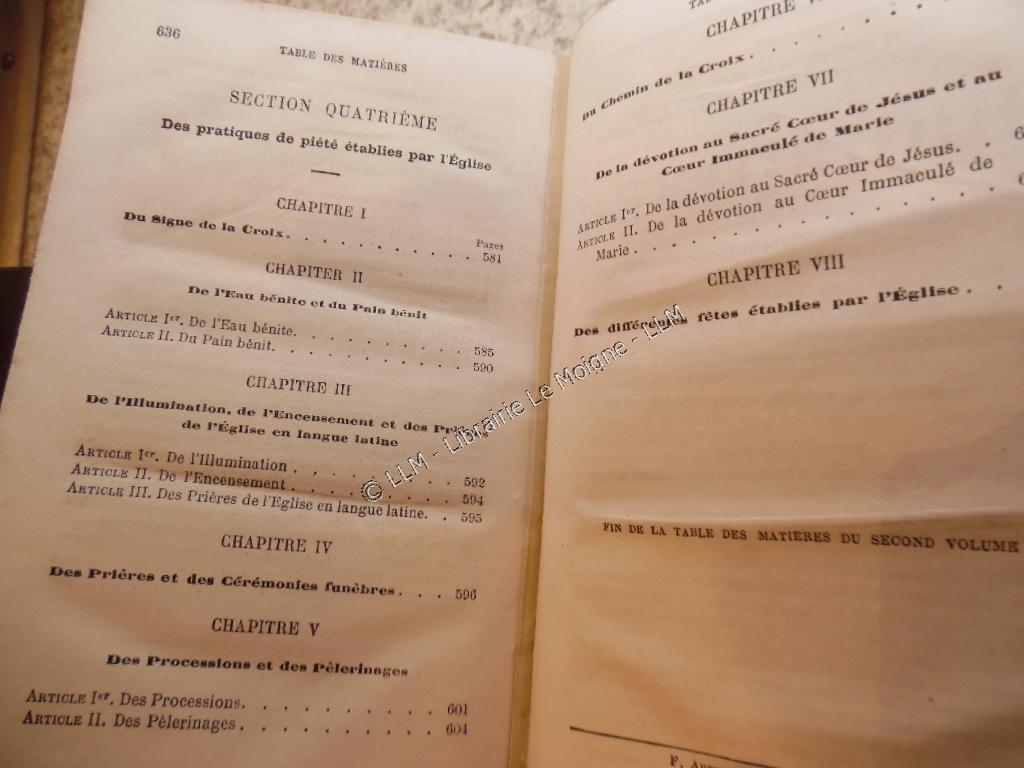 636
TABLE DES MATIÈRES
SECTION QUATRIÈME
Des pratiques de piété établies par l'Église
CHAPITRE I
Pages
Du Signe de la Croix. . . . . . . . . . . 581
CHAPITER II
De l'Eau bénite et du Pain bénit
ARTICLE Ier. De l'Eau bénite. . . . . . . . . . 585
ARTICLE II. Du Pain bénit. . . . . . . . . . . 590
CHAPITRE III
De l'Illumination, de l'Encensement et des
de l'Église en langue latine
ARTICLE Ier. De l'Illumination . . . . . . . . . 592
ARTICLE II. De l'Encensement . . . . . . . . . 594
ARTICLE III. Des Prières de l'Eglise en langue latine. . 595
CHAPITRE IV
Des Prières et des Cérémonies funèbres. . . . 596
CHAPITRE V
Des Processions et des Pèlerinages
ARTICLE Ier. Des Processions. . . . . . . . . . 601
ARTICLE II. Des Pèlerinages . . . . . . . . . . 604
CHAPITRE
Du Chemin de la Croix. . . . . . .
CHAPITRE VII
De la dévotion au Sacré Cœur de Jésus et au
Cœur Immaculé de Marie
ARTICLE Ier. De la dévotion au Sacré Cœur de Jésus. .
ARTICLE II. De la dévotion au Cœur Immaculé de
Marie . . . . . . . . . . . . .
CHAPITRE VIII
Des différentes fêtes établies par l'Église . .
FIN DE LA TABLE DES MATIÈRES DU SECOND VOLUME
F.
© LLM - Librairie Le Moigne - LLM